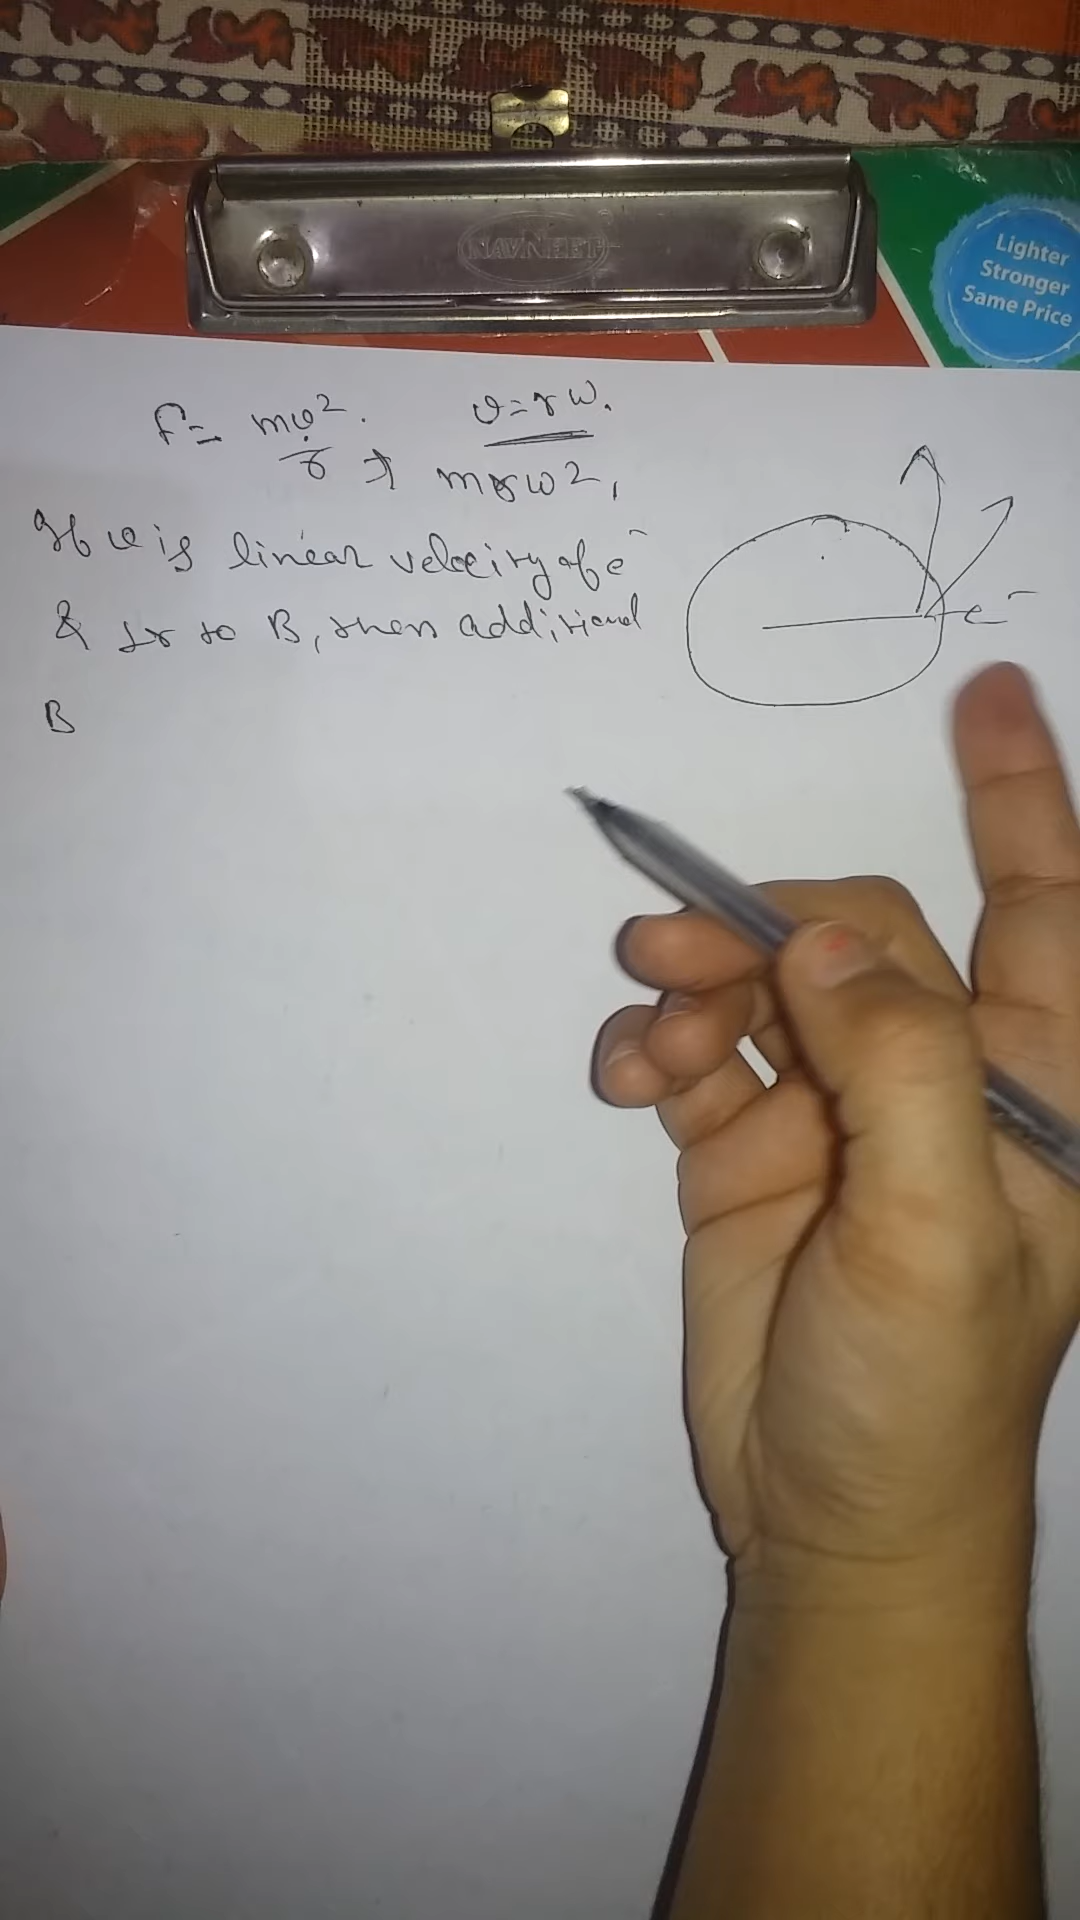 NAVNEET
Lighter
Stronger
Same Price
F = mv²/r v = rω.
⇒ mrω2,
If v is linear velocity of e⁻
& ⊥r to B, then additional
B
e⁻